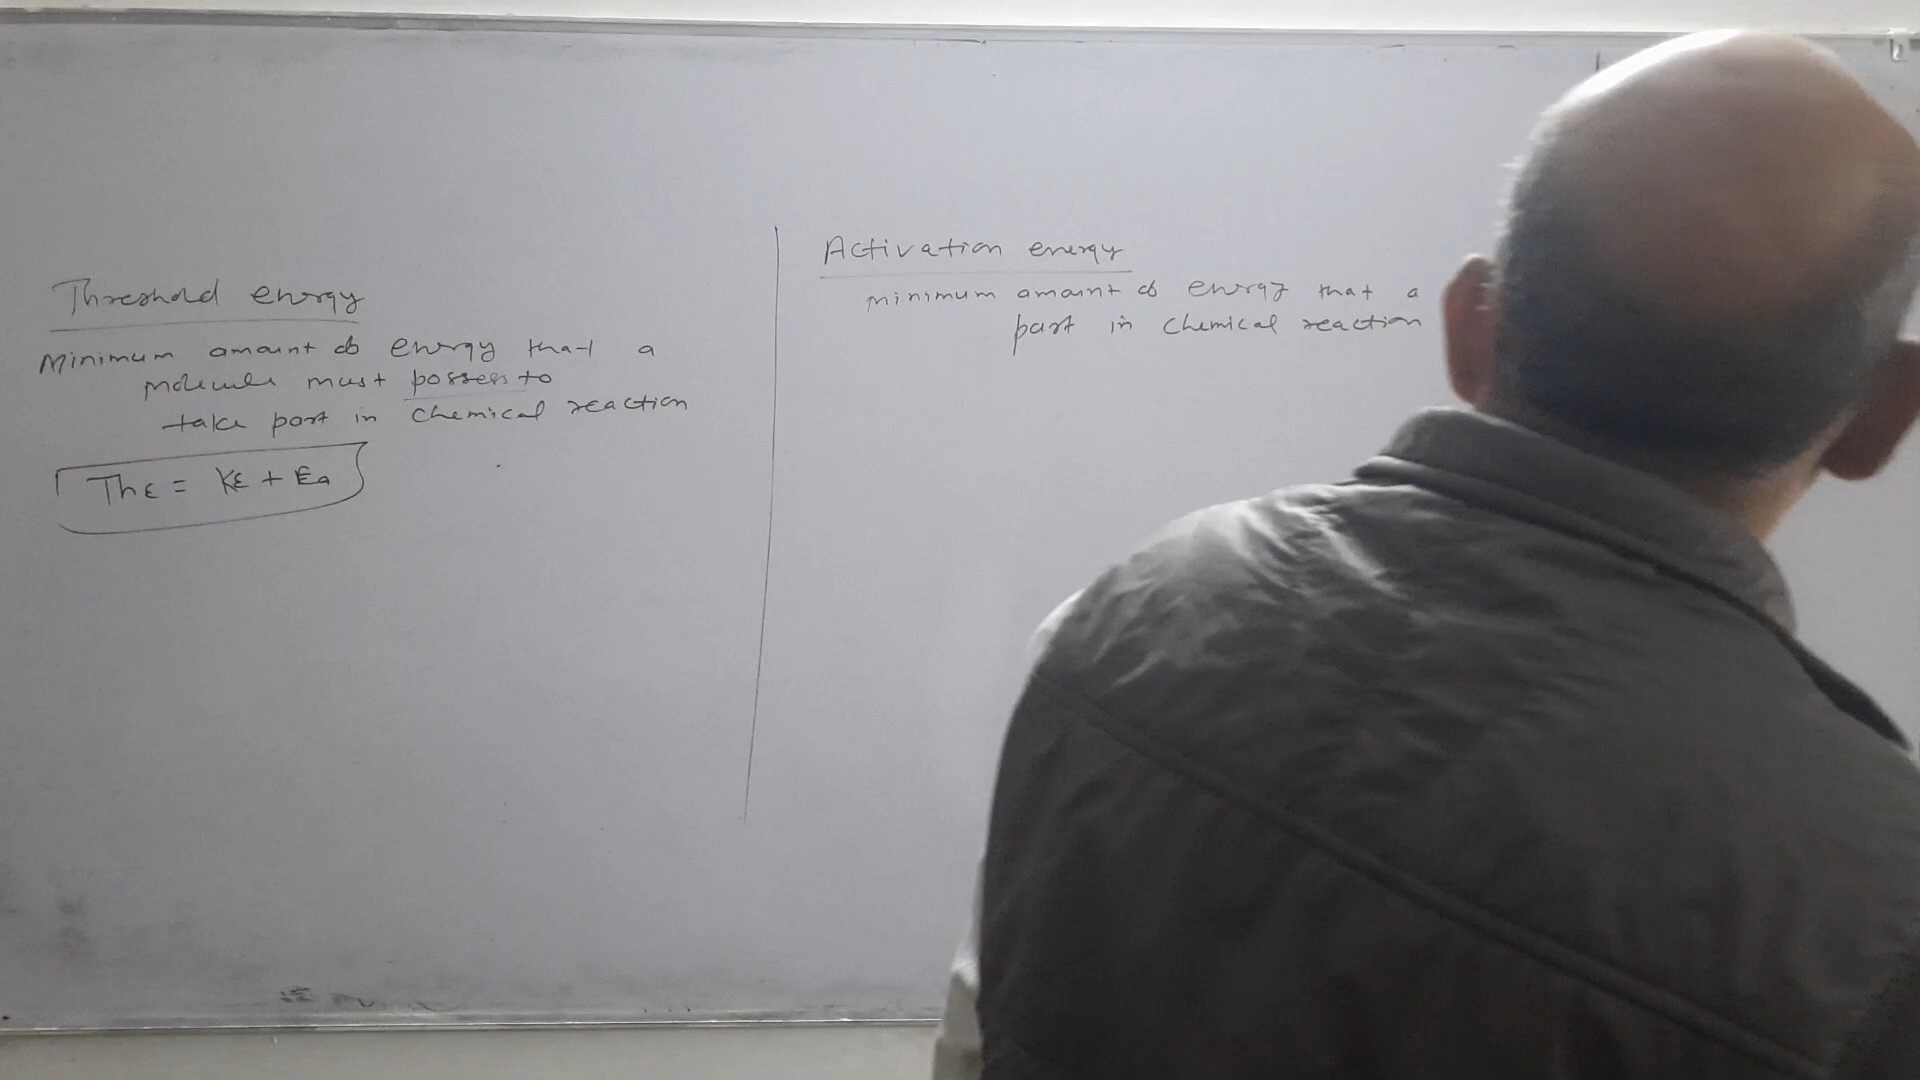 Threshold energy
Minimum amount of energy that a
molecule must possess to
take part in chemical reaction
ThE = KE + Ea
Activation energy
minimum amount of energy that a
part in chemical reaction